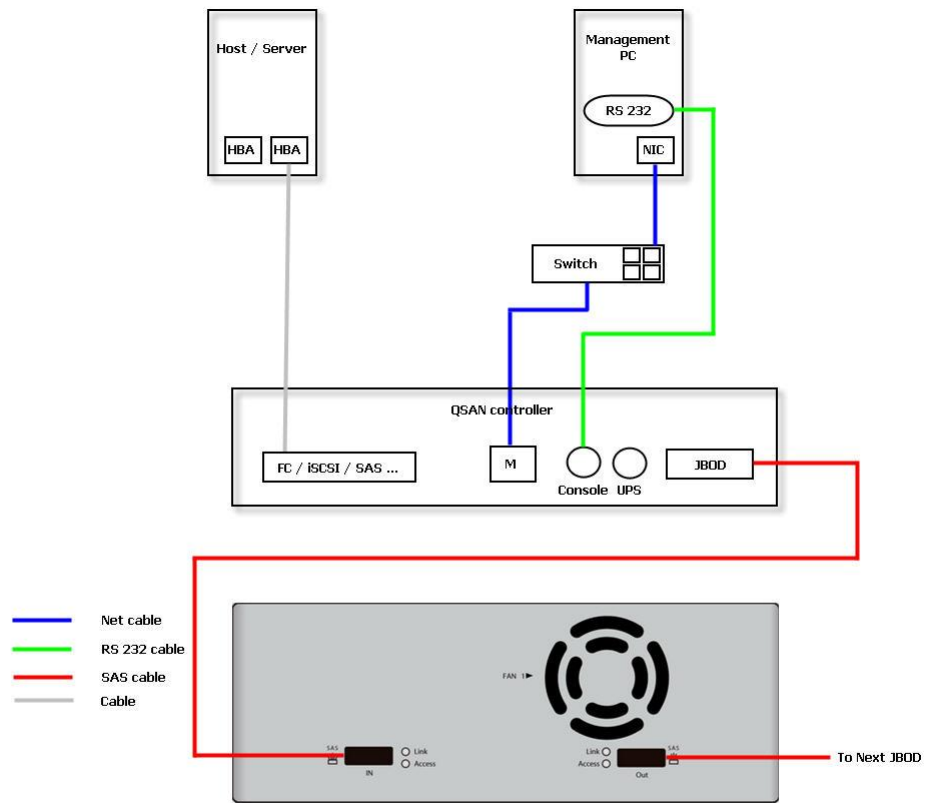 Host / Server
HBA HBA
Management
PC
RS 232
NIC
Switch
QSAN controller
FC / iSCSI / SAS ...
M
Console UPS
JBOD
Net cable
RS 232 cable
SAS cable
Cable
FAN 1
SAS
IN
Link
Access
Link
Access
SAS
Out
To Next JBOD